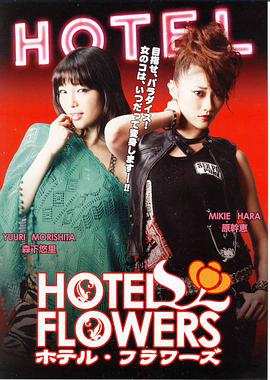 HOTEL
目指せ、パラダイス！
女のコは、いつだって変身します…!!
YUURI MORISHITA
森下悠里
MIKIE HARA
原幹恵
HOTEL
FLOWERS
ホテル・フラワーズ